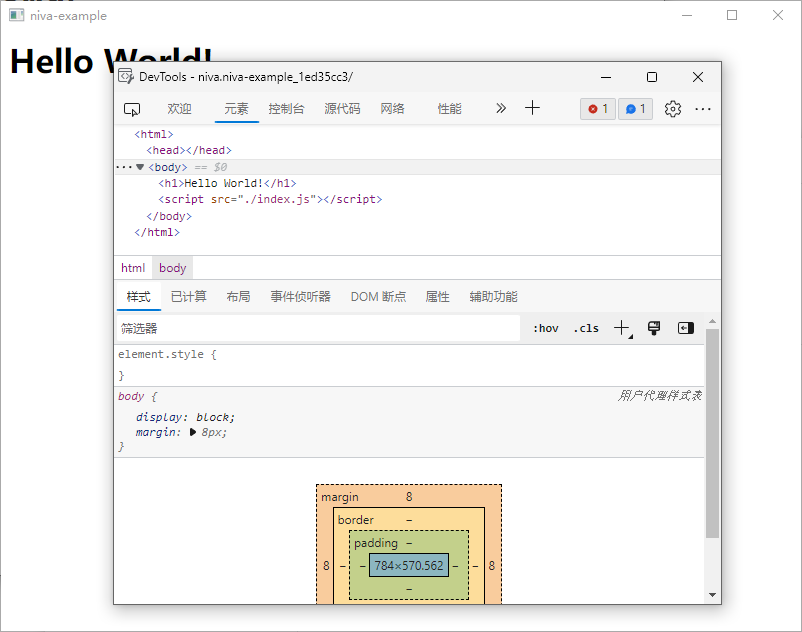 niva-example
Hello World!
DevTools - niva.niva-example_1ed35cc3/
欢迎 元素 控制台 源代码 网络 性能 1 1
<html>
<head></head>
<body> == $0
<h1>Hello World!</h1>
<script src="./index.js"></script>
</body>
</html>
html body
样式 已计算 布局 事件侦听器 DOM 断点 属性 辅助功能
筛选器 :hov .cls
element.style {
}
body { 用户代理样式表
display: block;
margin: 8px;
}
margin 8
border –
padding –
8 – – 784×570.562 – – 8
–